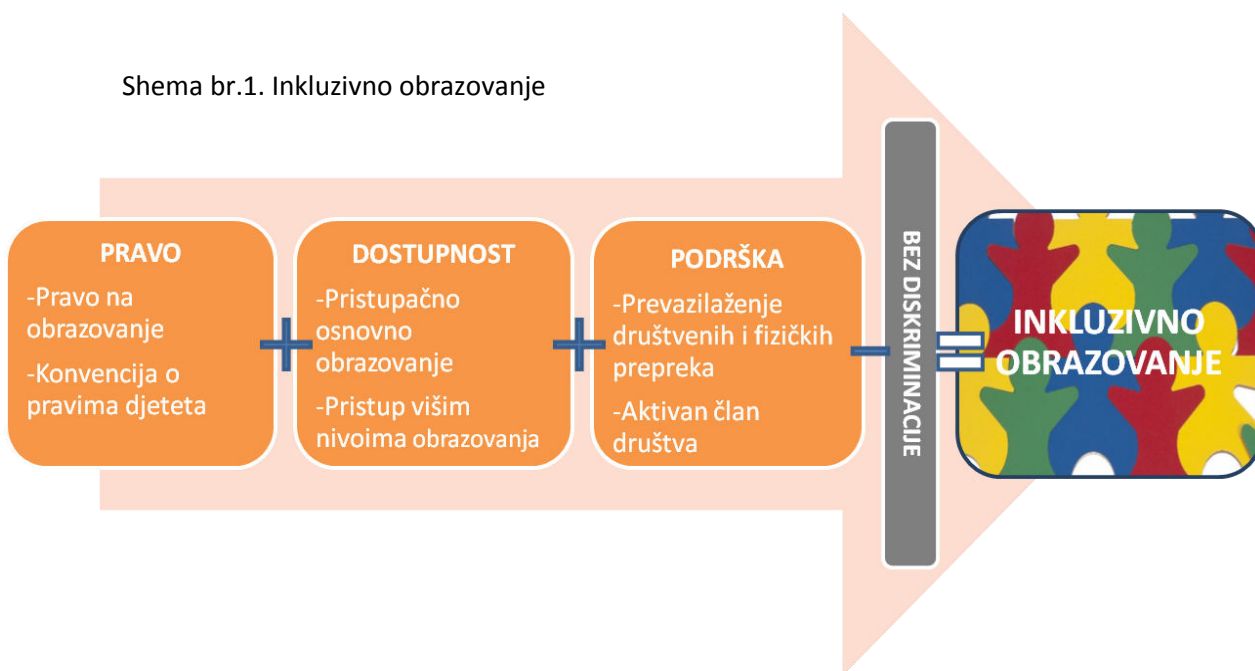 Shema br.1. Inkluzivno obrazovanje
PRAVO
-Pravo na
obrazovanje
-Konvencija o
pravima djeteta
+
DOSTUPNOST
-Pristupačno
osnovno
obrazovanje
-Pristup višim
nivoima obrazovanja
+
PODRŠKA
-Prevazilaženje
društvenih i fizičkih
prepreka
-Aktivan član
društva
-
BEZ DISKRIMINACIJE
=
INKLUZIVNO
OBRAZOVANJE